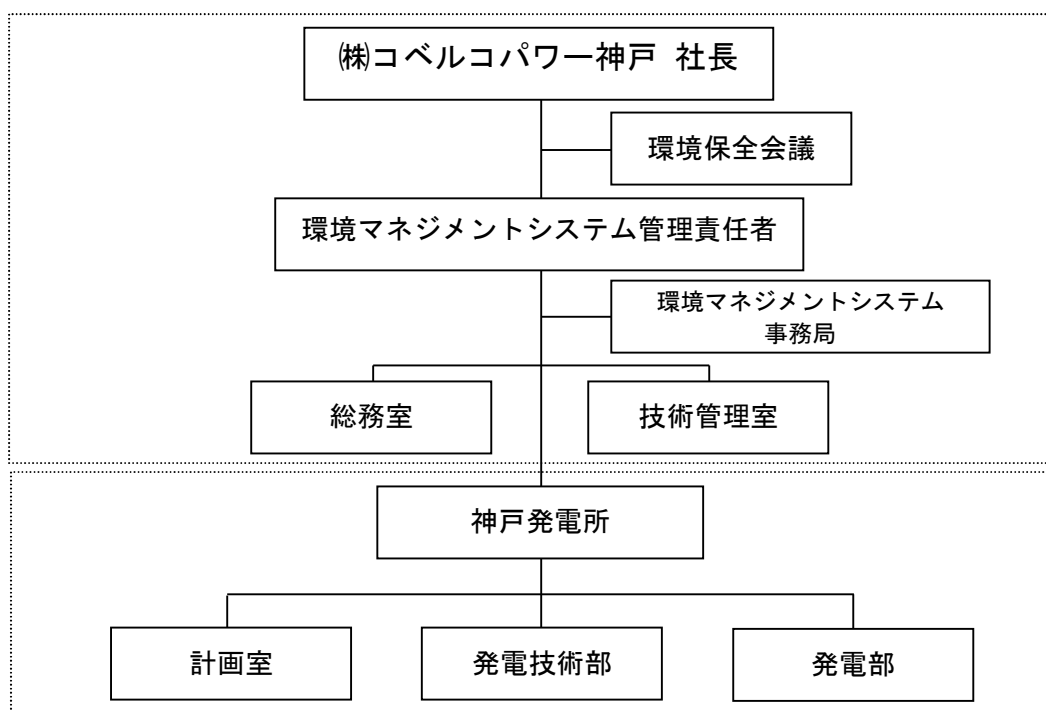 ㈱コベルコパワー神戸 社長
環境保全会議
環境マネジメントシステム管理責任者
環境マネジメントシステム
事務局
総務室
技術管理室
神戸発電所
計画室
発電技術部
発電部